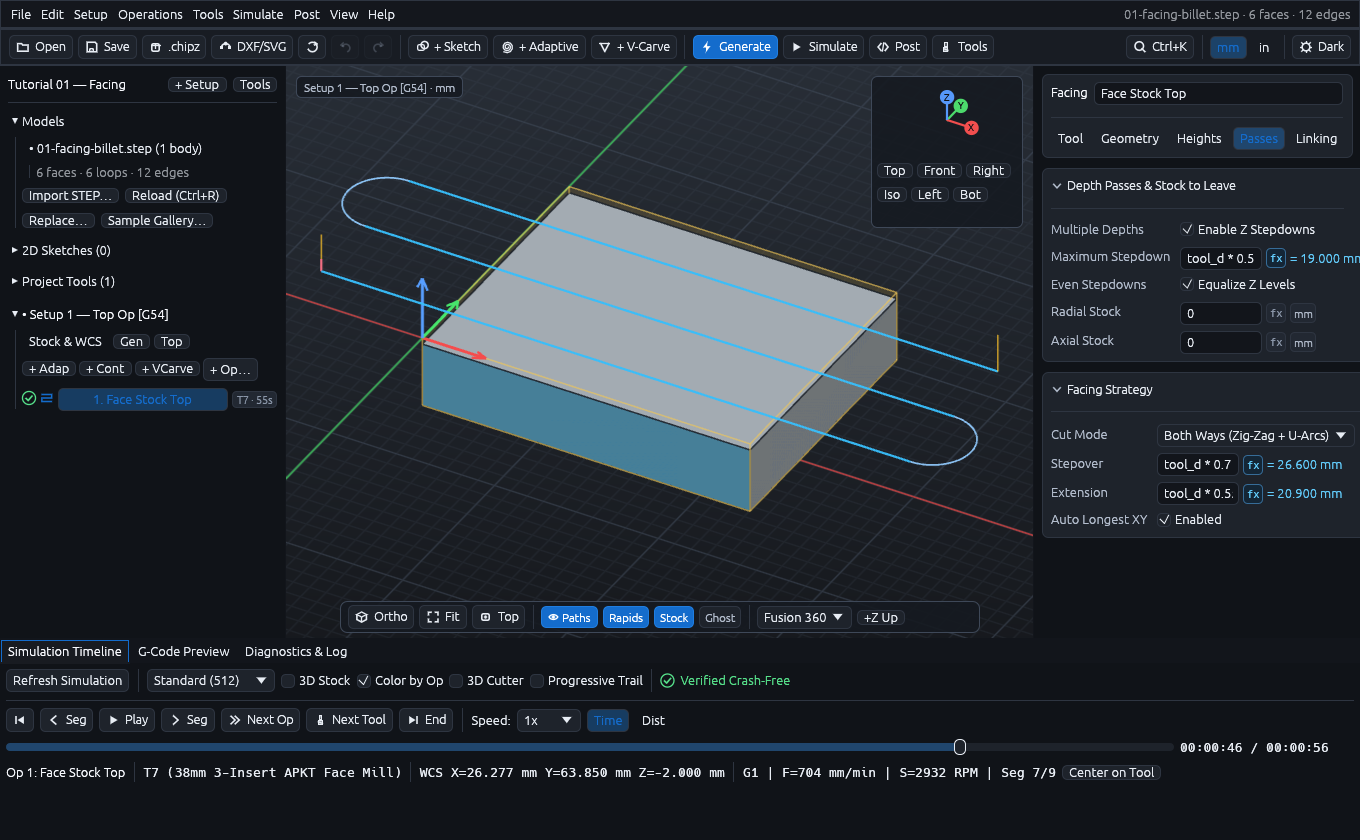 File Edit Setup Operations Tools Simulate Post View Help
01-facing-billet.step · 6 faces · 12 edges
Open Save .chipz DXF/SVG + Sketch + Adaptive + V-Carve Generate Simulate Post Tools Ctrl+K mm in Dark
Tutorial 01 — Facing + Setup Tools
Models
• 01-facing-billet.step (1 body)
6 faces · 6 loops · 12 edges
Import STEP... Reload (Ctrl+R)
Replace... Sample Gallery...
2D Sketches (0)
Project Tools (1)
• Setup 1 — Top Op [G54]
Stock & WCS Gen Top
+ Adap + Cont + VCarve + Op...
1. Face Stock Top T7 · 55s
Setup 1 — Top Op [G54] · mm
Z
Y
X
Top Front Right
Iso Left Bot
Ortho Fit Top Paths Rapids Stock Ghost Fusion 360 +Z Up
Facing Face Stock Top
Tool Geometry Heights Passes Linking
Depth Passes & Stock to Leave
Multiple Depths Enable Z Stepdowns
Maximum Stepdown tool_d * 0.5 fx = 19.000 mm
Even Stepdowns Equalize Z Levels
Radial Stock 0 fx mm
Axial Stock 0 fx mm
Facing Strategy
Cut Mode Both Ways (Zig-Zag + U-Arcs)
Stepover tool_d * 0.7 fx = 26.600 mm
Extension tool_d * 0.5 fx = 20.900 mm
Auto Longest XY Enabled
Simulation Timeline G-Code Preview Diagnostics & Log
Refresh Simulation Standard (512) 3D Stock Color by Op 3D Cutter Progressive Trail Verified Crash-Free
Seg Play Seg Next Op Next Tool End Speed: 1x Time Dist
00:00:46 / 00:00:56
Op 1: Face Stock Top T7 (38mm 3-Insert APKT Face Mill) WCS X=26.277 mm Y=63.850 mm Z=-2.000 mm G1 | F=704 mm/min | S=2932 RPM | Seg 7/9 Center on Tool